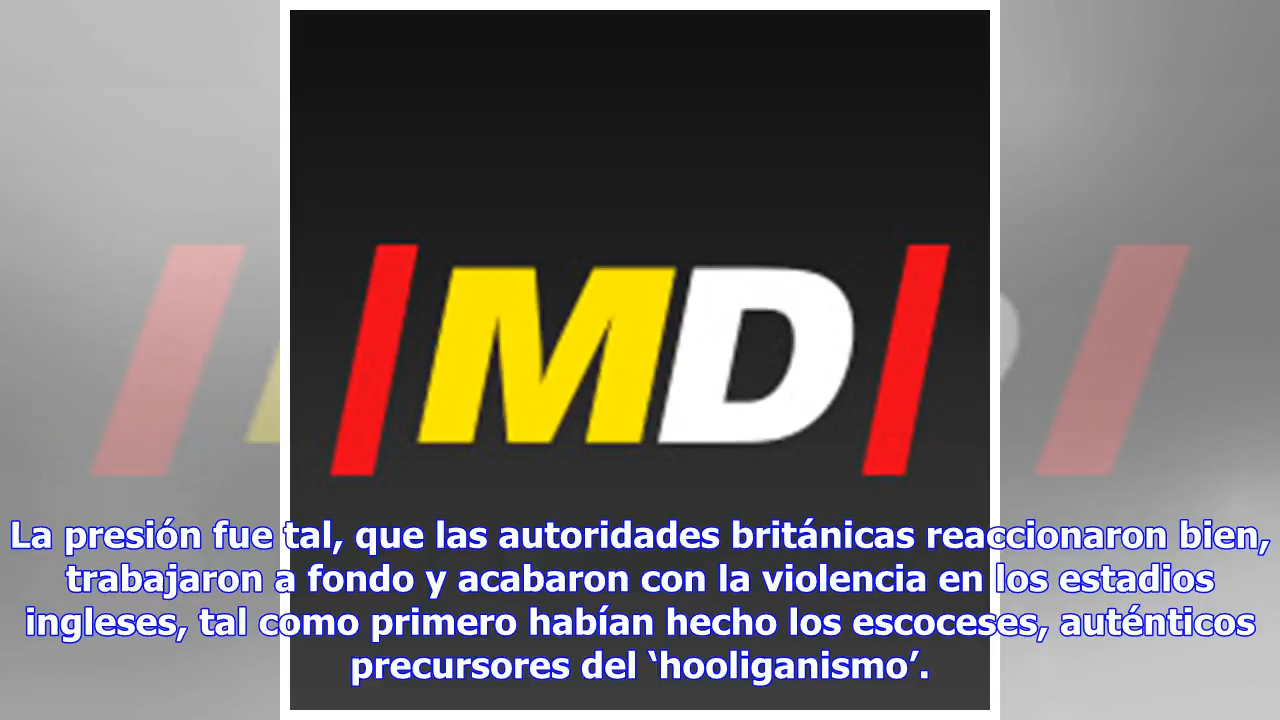 |MD|
La presión fue tal, que las autoridades británicas reaccionaron bien,
trabajaron a fondo y acabaron con la violencia en los estadios
ingleses, tal como primero habían hecho los escoceses, auténticos
precursores del ‘hooliganismo’.